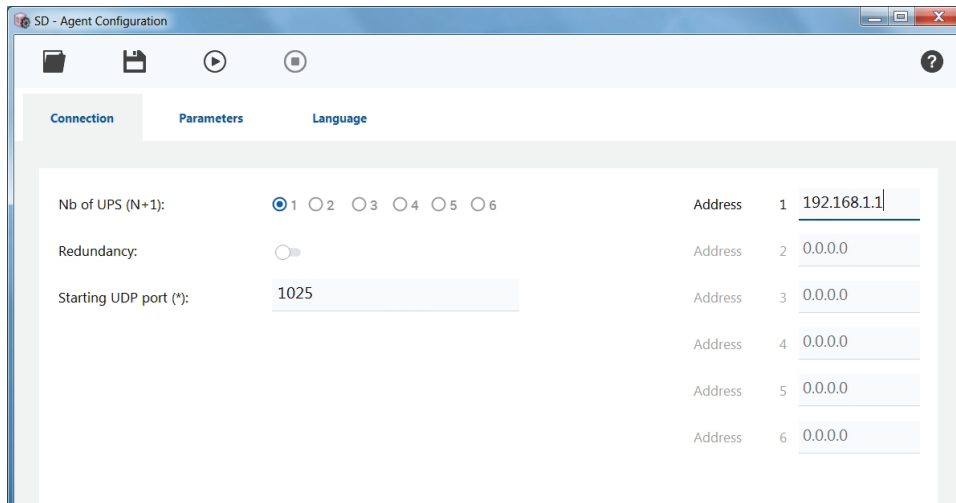 SD - Agent Configuration
Connection Parameters Language
Nb of UPS (N+1): 1 2 3 4 5 6 Address 1 192.168.1.1
Redundancy: Address 2 0.0.0.0
Starting UDP port (*): 1025 Address 3 0.0.0.0
Address 4 0.0.0.0
Address 5 0.0.0.0
Address 6 0.0.0.0